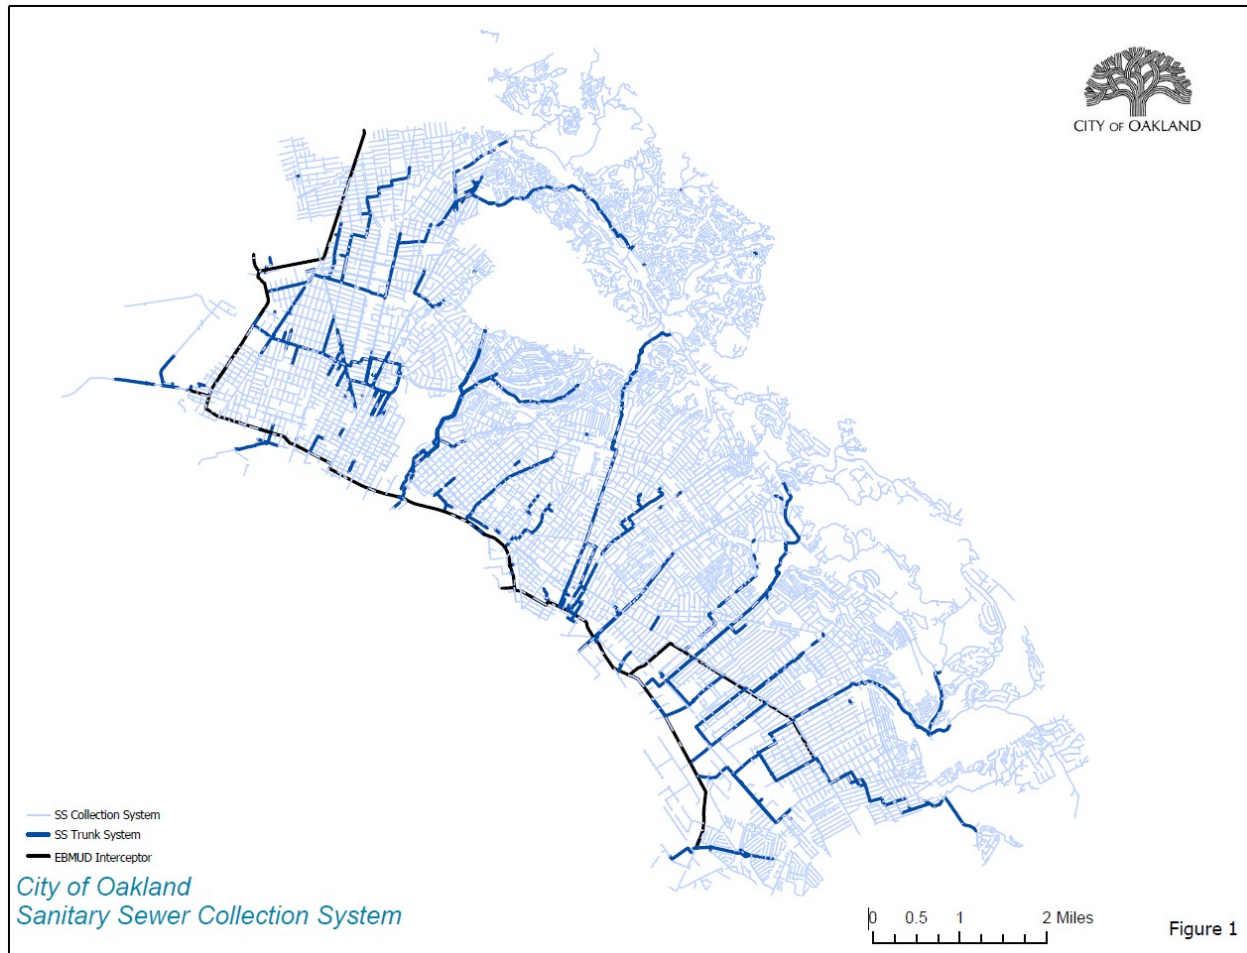 CITY OF OAKLAND
SS Collection System
SS Trunk System
EBMUD Interceptor
City of Oakland
Sanitary Sewer Collection System
0 0.5 1 2 Miles
Figure 1